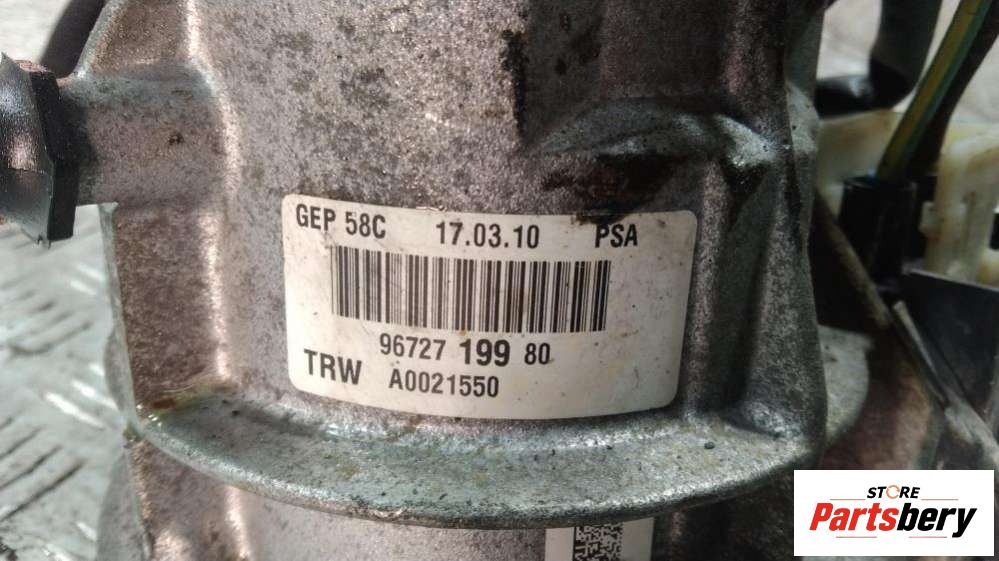 GEP 58C 17.03.10 PSA
96727 199 80
TRW A0021550
STORE
Partsbery